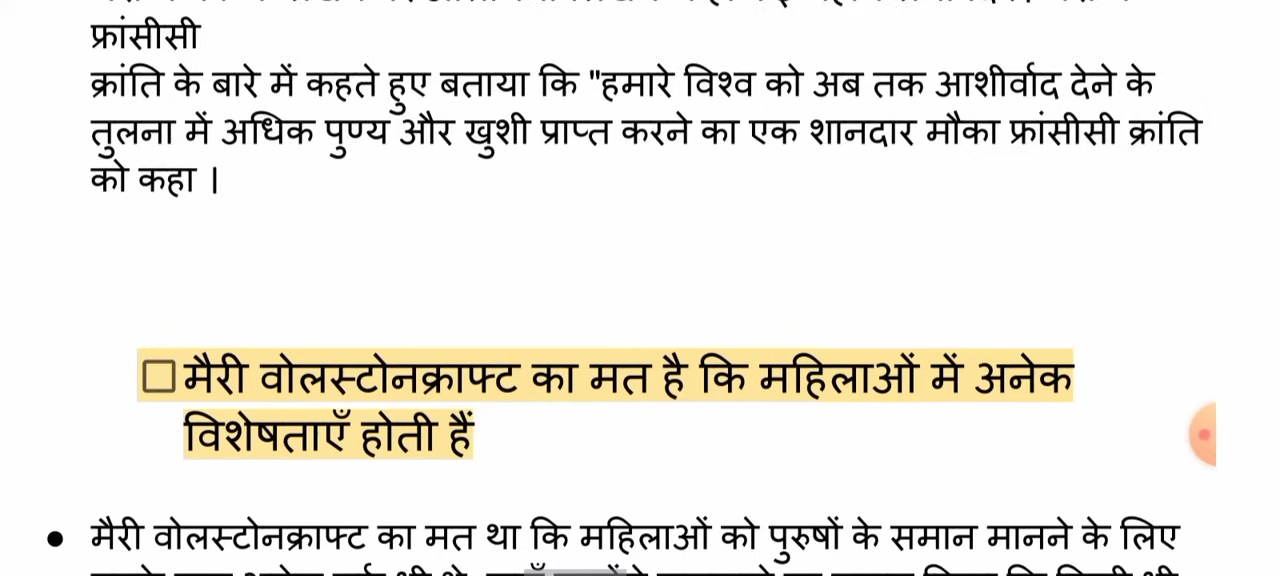 फ्रांसीसी
क्रांति के बारे में कहते हुए बताया कि "हमारे विश्व को अब तक आशीर्वाद देने के
तुलना में अधिक पुण्य और खुशी प्राप्त करने का एक शानदार मौका फ्रांसीसी क्रांति
को कहा ।
मैरी वोलस्टोनक्राफ्ट का मत है कि महिलाओं में अनेक
विशेषताएँ होती हैं
मैरी वोलस्टोनक्राफ्ट का मत था कि महिलाओं को पुरुषों के समान मानने के लिए